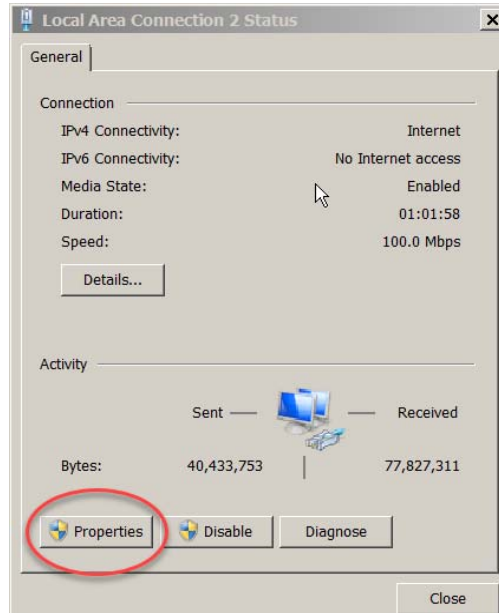 Local Area Connection 2 Status
General
Connection
IPv4 Connectivity: Internet
IPv6 Connectivity: No Internet access
Media State: Enabled
Duration: 01:01:58
Speed: 100.0 Mbps
Details...
Activity
Sent Received
Bytes: 40,433,753 77,827,311
Properties Disable Diagnose
Close